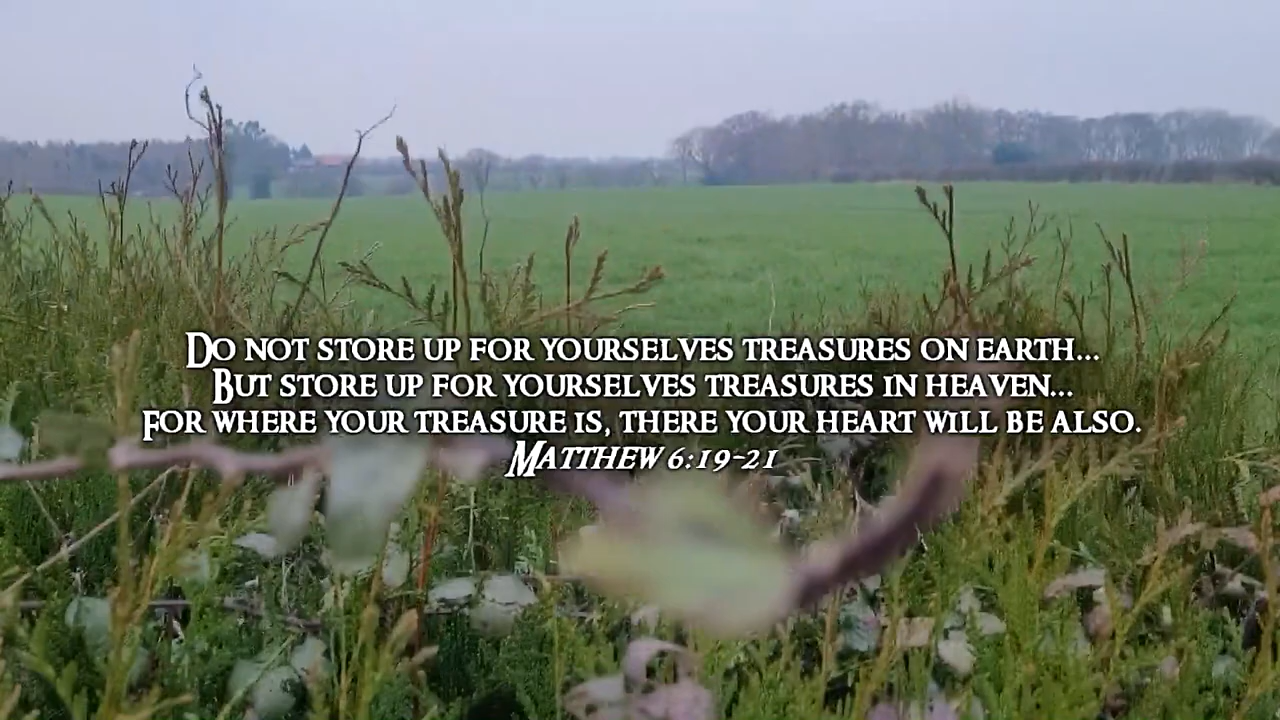 Do not store up for yourselves treasures on earth...
But store up for yourselves treasures in heaven...
For where your treasure is, there your heart will be also.
Matthew 6:19-21